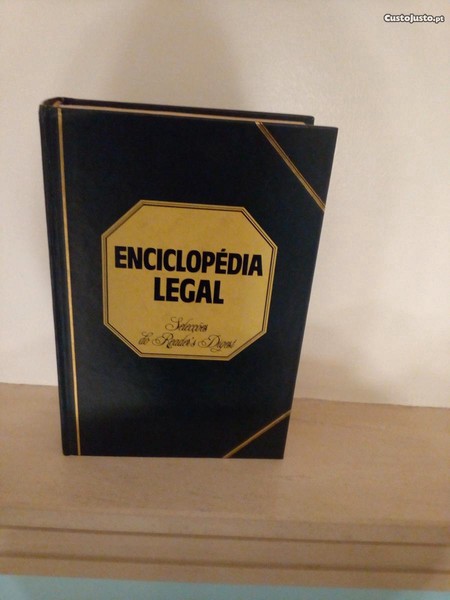 CustoJusto.pt
ENCICLOPÉDIA
LEGAL
Selecções
do Reader's Digest